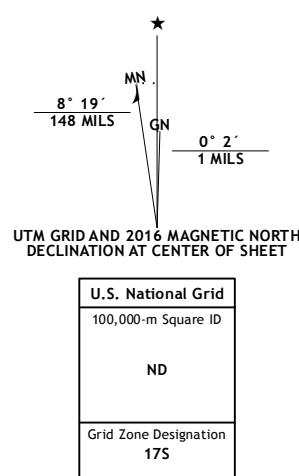 MN
8° 19´
148 MILS
GN
0° 2´
1 MILS
UTM GRID AND 2016 MAGNETIC NORTH
DECLINATION AT CENTER OF SHEET
U.S. National Grid
100,000-m Square ID
ND
Grid Zone Designation
17S